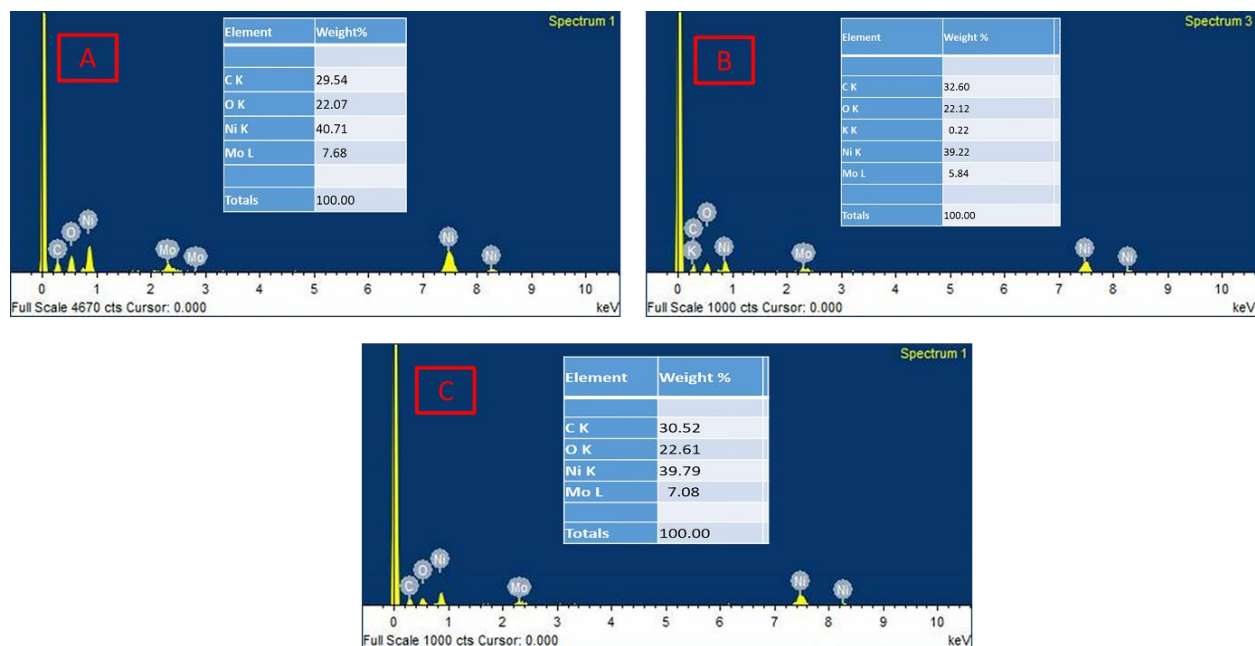 Spectrum 1
A
Element Weight%
C K 29.54
O K 22.07
Ni K 40.71
Mo L 7.68
Totals 100.00
C O Ni Mo Mo Ni Ni
0 1 2 3 4 5 6 7 8 9 10
Full Scale 4670 cts Cursor: 0.000 keV
Spectrum 3
B
Element Weight %
C K 32.60
O K 22.12
K K 0.22
Ni K 39.22
Mo L 5.84
Totals 100.00
O
C
K Ni Mo Ni Ni
0 1 2 3 4 5 6 7 8 9 10
Full Scale 1000 cts Cursor: 0.000 keV
Spectrum 1
C
Element Weight %
C K 30.52
O K 22.61
Ni K 39.79
Mo L 7.08
Totals 100.00
C O Ni Mo Ni Ni
0 1 2 3 4 5 6 7 8 9 10
Full Scale 1000 cts Cursor: 0.000 keV